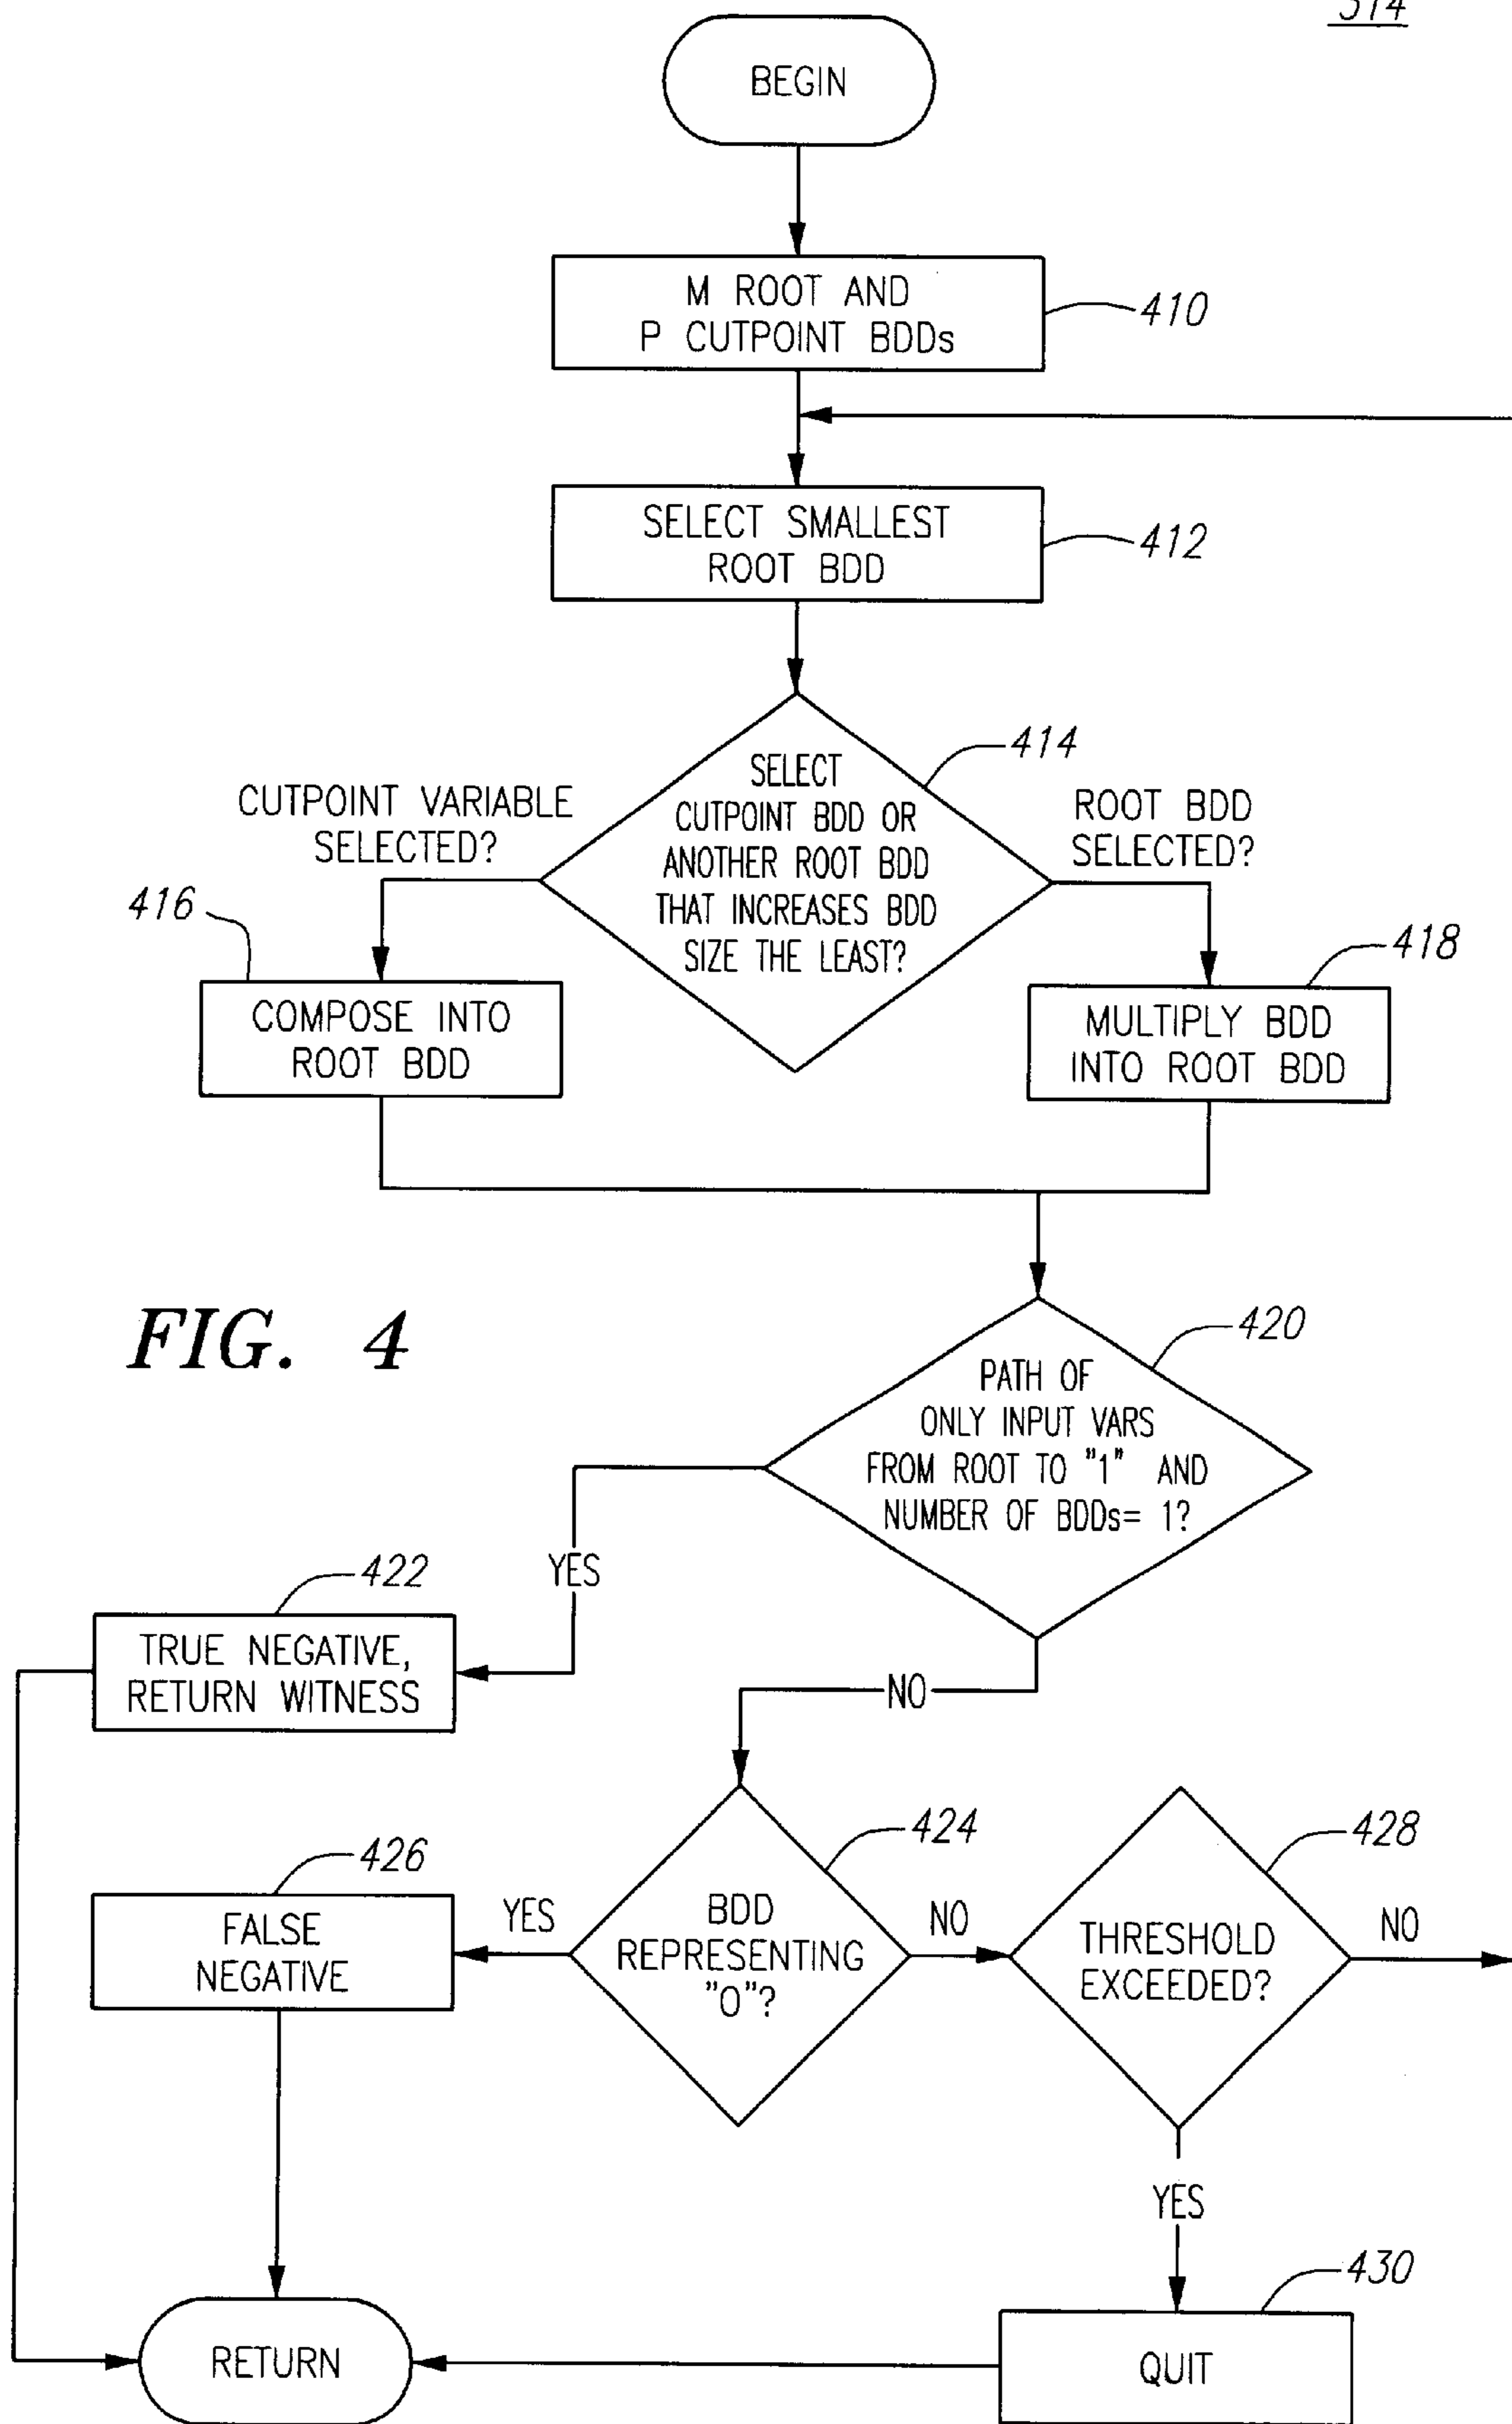 314
BEGIN
M ROOT AND
P CUTPOINT BDDs
410
SELECT SMALLEST
ROOT BDD
412
SELECT
CUTPOINT BDD OR
ANOTHER ROOT BDD
THAT INCREASES BDD
SIZE THE LEAST?
414
CUTPOINT VARIABLE
SELECTED?
ROOT BDD
SELECTED?
416
COMPOSE INTO
ROOT BDD
418
MULTIPLY BDD
INTO ROOT BDD
FIG. 4
420
PATH OF
ONLY INPUT VARS
FROM ROOT TO "1" AND
NUMBER OF BDDs= 1?
YES
422
TRUE NEGATIVE,
RETURN WITNESS
NO
424
BDD
REPRESENTING
"0"?
YES
426
FALSE
NEGATIVE
NO
428
THRESHOLD
EXCEEDED?
NO
YES
430
QUIT
RETURN